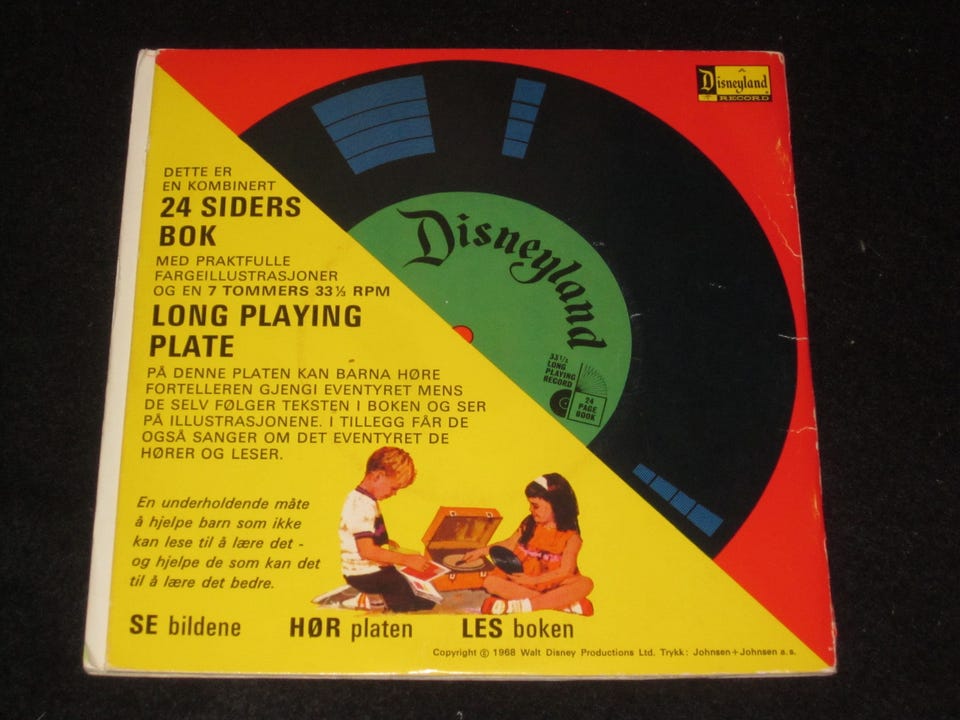 Disneyland
RECORD
DETTE ER
EN KOMBINERT
24 SIDERS
BOK
MED PRAKTFULLE
FARGEILLUSTRASJONER
OG EN 7 TOMMERS 33⅓ RPM
LONG PLAYING
PLATE
PÅ DENNE PLATEN KAN BARNA HØRE
FORTELLEREN GJENGI EVENTYRET MENS
DE SELV FØLGER TEKSTEN I BOKEN OG SER
PÅ ILLUSTRASJONENE. I TILLEGG FÅR DE
OGSÅ SANGER OM DET EVENTYRET DE
HØRER OG LESER.
Disneyland
33 1/3
LONG
PLAYING
RECORD
24
PAGE
BOOK
En underholdende måte
å hjelpe barn som ikke
kan lese til å lære det -
og hjelpe de som kan det
til å lære det bedre.
SE bildene HØR platen LES boken
Copyright © 1968 Walt Disney Productions Ltd. Trykk: Johnsen+Johnsen a.s.